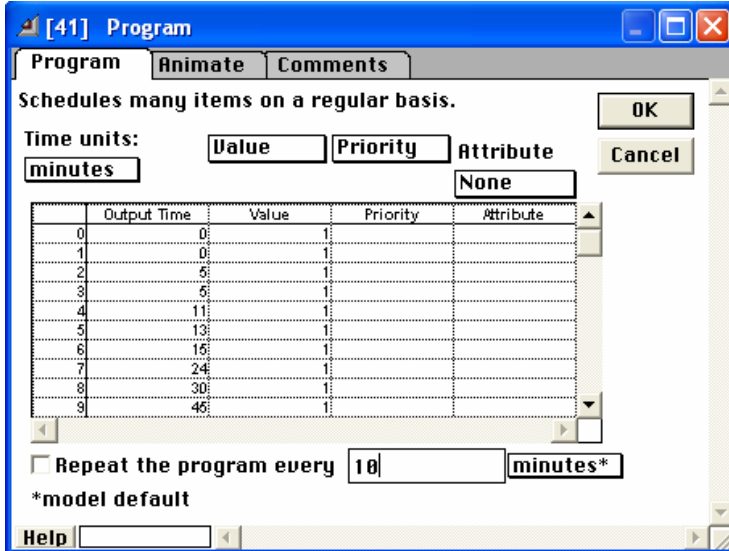 [41] Program
Program Animate Comments
Schedules many items on a regular basis.
OK
Cancel
Time units:
minutes
Value Priority Attribute
None
Output Time Value Priority Attribute
0 0 1
1 0 1
2 5 1
3 5 1
4 11 1
5 13 1
6 15 1
7 24 1
8 30 1
9 45 1
Repeat the program every 10 minutes*
*model default
Help